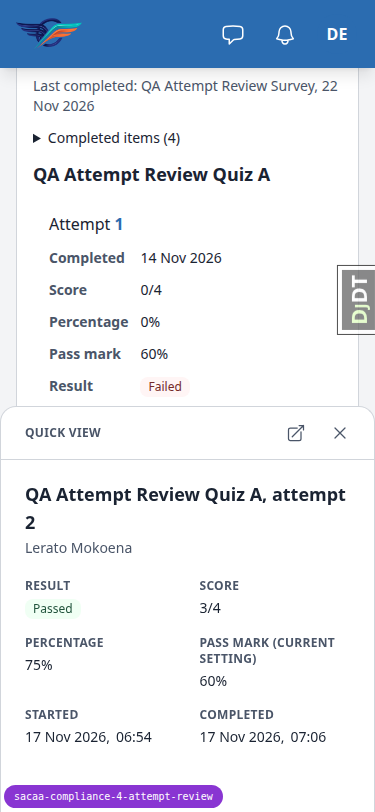 DE
Last completed: QA Attempt Review Survey, 22
Nov 2026
Completed items (4)
QA Attempt Review Quiz A
Attempt 1
Completed 14 Nov 2026
Score 0/4
Percentage 0%
Pass mark 60%
Result Failed
DjDT
QUICK VIEW
QA Attempt Review Quiz A, attempt
2
Lerato Mokoena
RESULT SCORE
Passed 3/4
PERCENTAGE PASS MARK (CURRENT
SETTING)
75%
60%
STARTED COMPLETED
17 Nov 2026, 06:54 17 Nov 2026, 07:06
sacaa-compliance-4-attempt-review